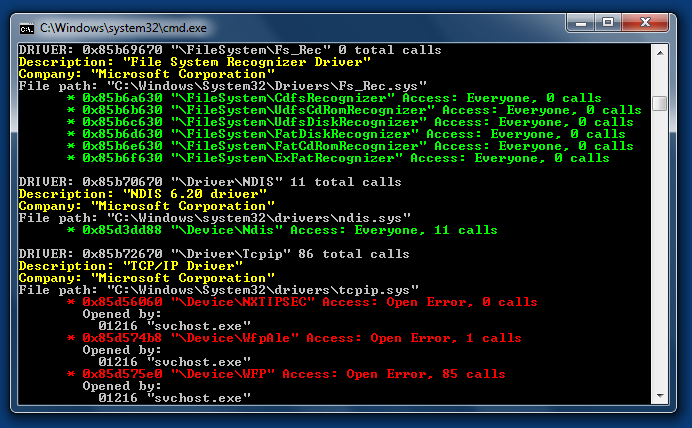 C:\Windows\system32\cmd.exe
DRIVER: 0x85b69670 "\FileSystem\Fs_Rec" 0 total calls
Description: "File System Recognizer Driver"
Company: "Microsoft Corporation"
File path: "C:\Windows\System32\Drivers\Fs_Rec.sys"
* 0x85b6a630 "\FileSystem\CdfsRecognizer" Access: Everyone, 0 calls
* 0x85b6b630 "\FileSystem\UdfsCdRomRecognizer" Access: Everyone, 0 calls
* 0x85b6c630 "\FileSystem\UdfsDiskRecognizer" Access: Everyone, 0 calls
* 0x85b6d630 "\FileSystem\FatDiskRecognizer" Access: Everyone, 0 calls
* 0x85b6e630 "\FileSystem\FatCdRomRecognizer" Access: Everyone, 0 calls
* 0x85b6f630 "\FileSystem\ExFatRecognizer" Access: Everyone, 0 calls
DRIVER: 0x85b70670 "\Driver\NDIS" 11 total calls
Description: "NDIS 6.20 driver"
Company: "Microsoft Corporation"
File path: "C:\Windows\system32\drivers\ndis.sys"
* 0x85d3dd88 "\Device\Ndis" Access: Everyone, 11 calls
DRIVER: 0x85b72670 "\Driver\Tcpip" 86 total calls
Description: "TCP/IP Driver"
Company: "Microsoft Corporation"
File path: "C:\Windows\system32\drivers\tcpip.sys"
* 0x85d56060 "\Device\NXTIPSEC" Access: Open Error, 0 calls
Opened by:
01216 "svchost.exe"
* 0x85d574b8 "\Device\WfpAle" Access: Open Error, 1 calls
Opened by:
01216 "svchost.exe"
* 0x85d575e0 "\Device\WFP" Access: Open Error, 85 calls
Opened by:
01216 "svchost.exe"